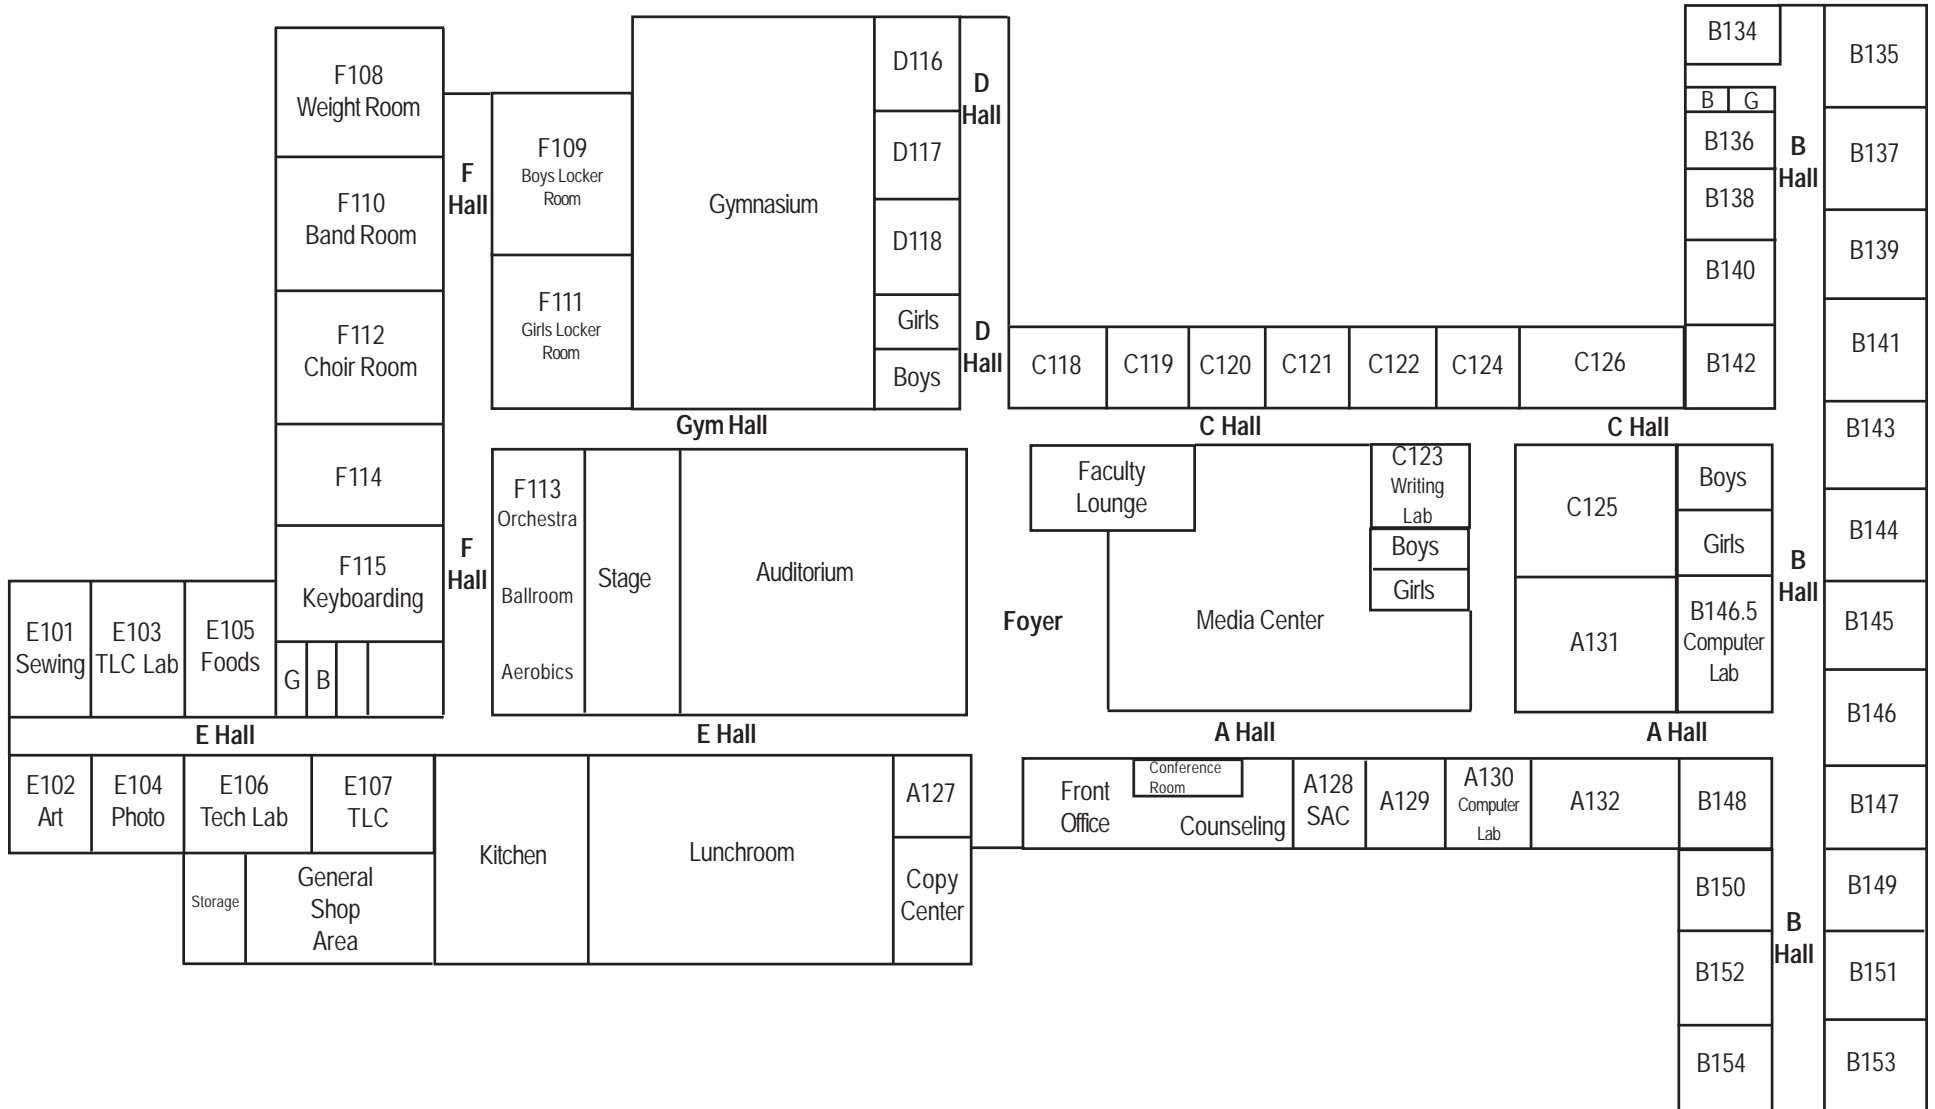 F108
Weight Room
F110
Band Room
F112
Choir Room
F114
F115
Keyboarding
G
B
F
Hall
F
Hall
F109
Boys Locker
Room
F111
Girls Locker
Room
Gymnasium
D116
D117
D118
Girls
Boys
D
Hall
D
Hall
Gym Hall
F113
Orchestra
Ballroom
Aerobics
Stage
Auditorium
Foyer
E101
Sewing
E103
TLC Lab
E105
Foods
E Hall
E Hall
E102
Art
E104
Photo
E106
Tech Lab
E107
TLC
Storage
General
Shop
Area
Kitchen
Lunchroom
A127
Copy
Center
C118
C119
C120
C121
C122
C124
C126
C Hall
C Hall
Faculty
Lounge
Media Center
C123
Writing
Lab
Boys
Girls
C125
A131
Boys
Girls
B146.5
Computer
Lab
A Hall
A Hall
Front
Office
Conference
Room
Counseling
A128
SAC
A129
A130
Computer
Lab
A132
B148
B150
B152
B154
B134
B
G
B136
B138
B140
B142
B
Hall
B
Hall
B
Hall
B135
B137
B139
B141
B143
B144
B145
B146
B147
B149
B151
B153